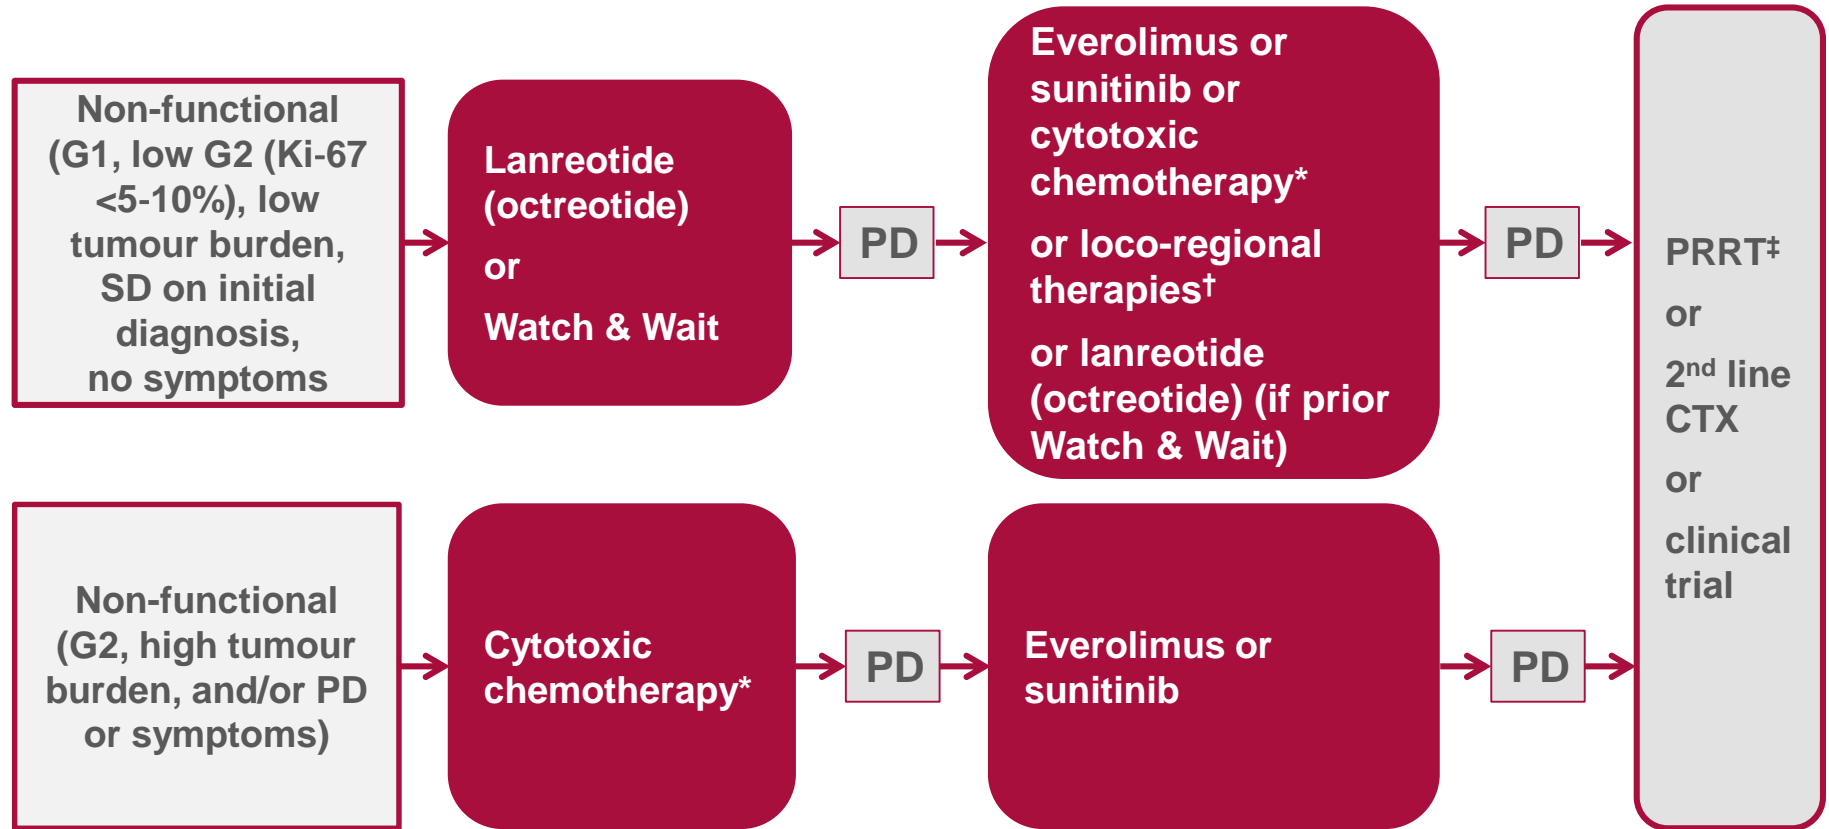 Non-functional
(G1, low G2 (Ki-67
<5-10%), low
tumour burden,
SD on initial
diagnosis,
no symptoms
Lanreotide
(octreotide)
or
Watch & Wait
PD
Everolimus or
sunitinib or
cytotoxic
chemotherapy*
or loco-regional
therapies†
or lanreotide
(octreotide) (if prior
Watch & Wait)
PD
PRRT‡
or
2nd line
CTX
or
clinical
trial
Non-functional
(G2, high tumour
burden, and/or PD
or symptoms)
Cytotoxic
chemotherapy*
PD
Everolimus or
sunitinib
PD